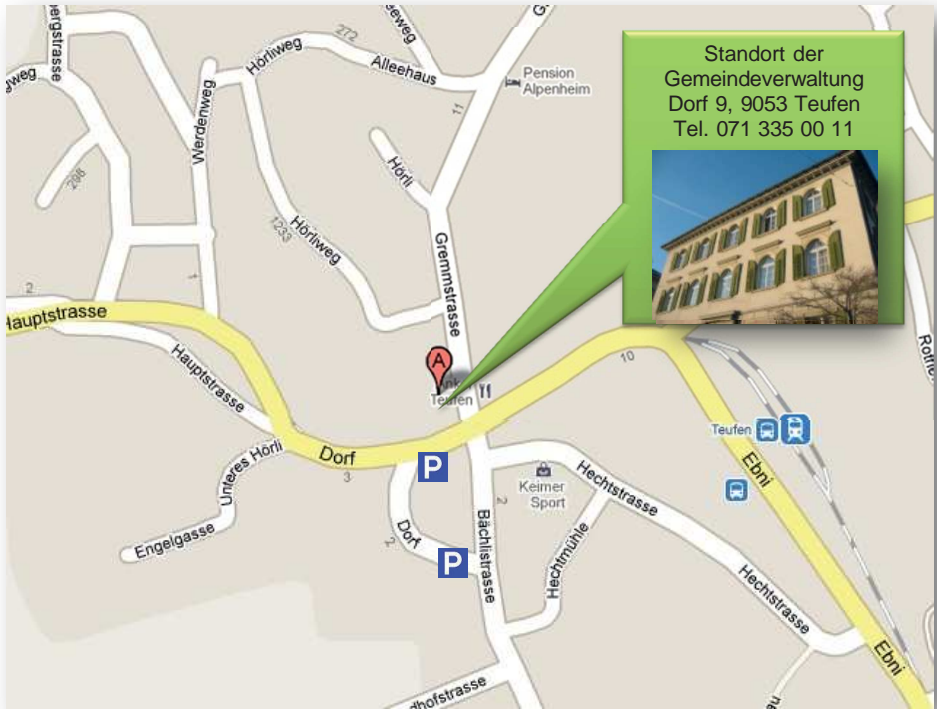 Standort der
Gemeindeverwaltung
Dorf 9, 9053 Teufen
Tel. 071 335 00 11
272
Hörliweg
Alleehaus
Pension
Alpenheim
11
Werdenweg
Hörli
298
Hörliweg
1233
Gremmstrasse
1
2
Hauptstrasse
Hauptstrasse
10
A
Teufen
Teufen
Unteres Hörli
Dorf
3
P
Ebni
Keimer
Sport
2
Hechtstrasse
Engelgasse
Dorf
2
P
Bächlistrasse
Hechtmühle
Hechtstrasse
Ebni